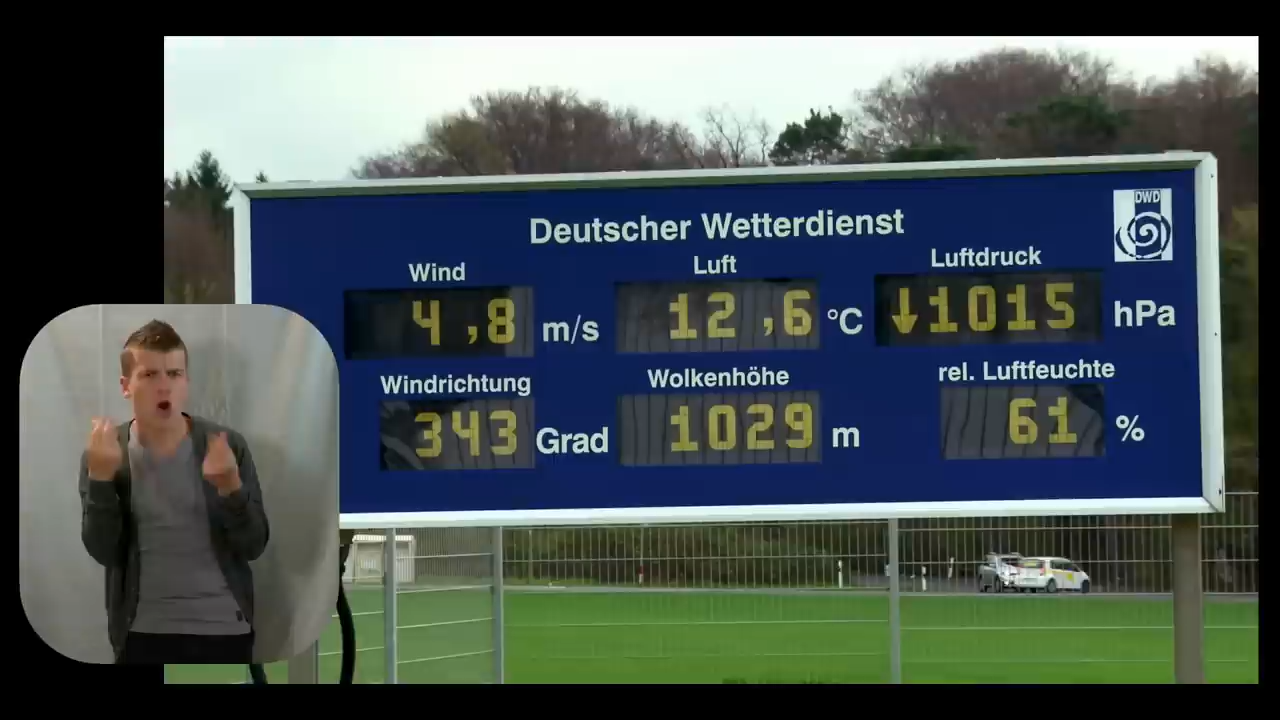 DWD
Deutscher Wetterdienst
Wind Luft Luftdruck
4,8 m/s 12,6 °C ↓1015 hPa
Windrichtung Wolkenhöhe rel. Luftfeuchte
343 Grad 1029 m 61 %